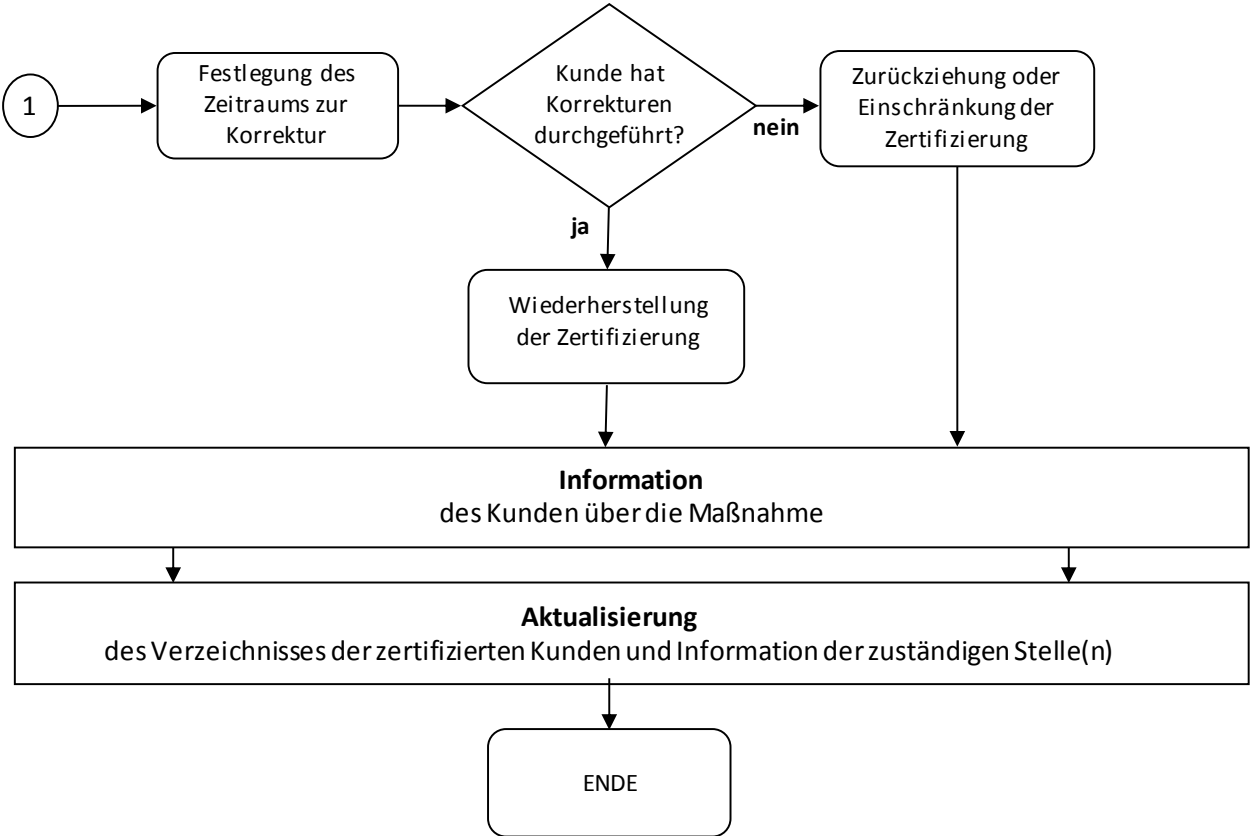 1
Festlegung des
Zeitraums zur
Korrektur
Kunde hat
Korrekturen
durchgeführt?
nein
Zurückziehung oder
Einschränkung der
Zertifizierung
ja
Wiederherstellung
der Zertifizierung
Information
des Kunden über die Maßnahme
Aktualisierung
des Verzeichnisses der zertifizierten Kunden und Information der zuständigen Stelle(n)
ENDE